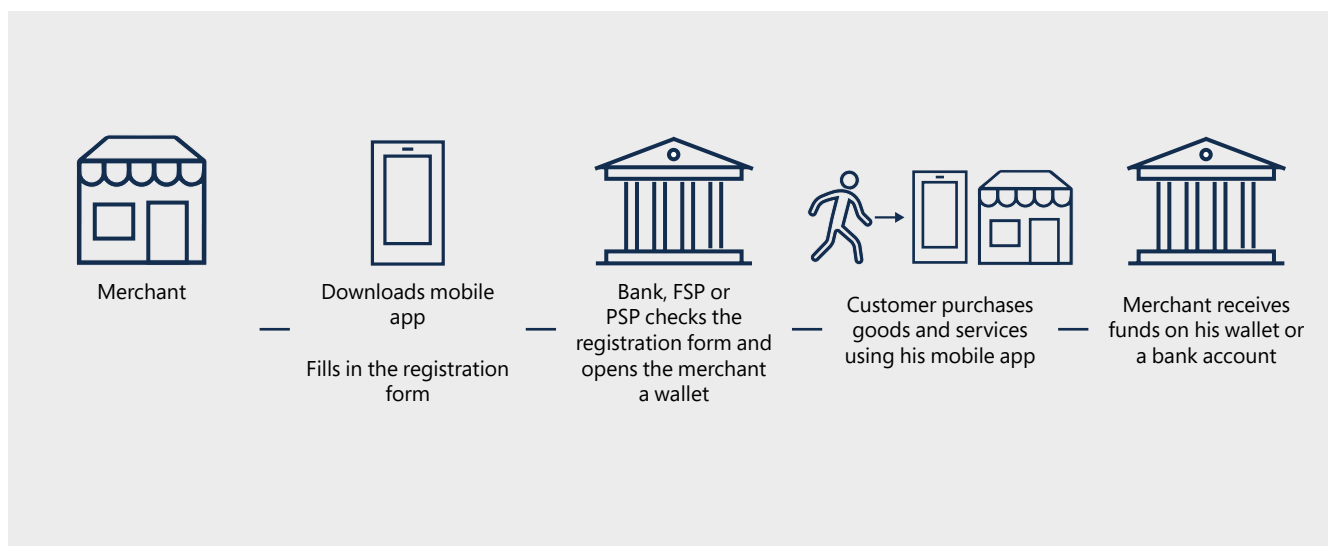 Merchant
Downloads mobile
app
Fills in the registration
form
Bank, FSP or
PSP checks the
registration form and
opens the merchant
a wallet
Customer purchases
goods and services
using his mobile app
Merchant receives
funds on his wallet or
a bank account